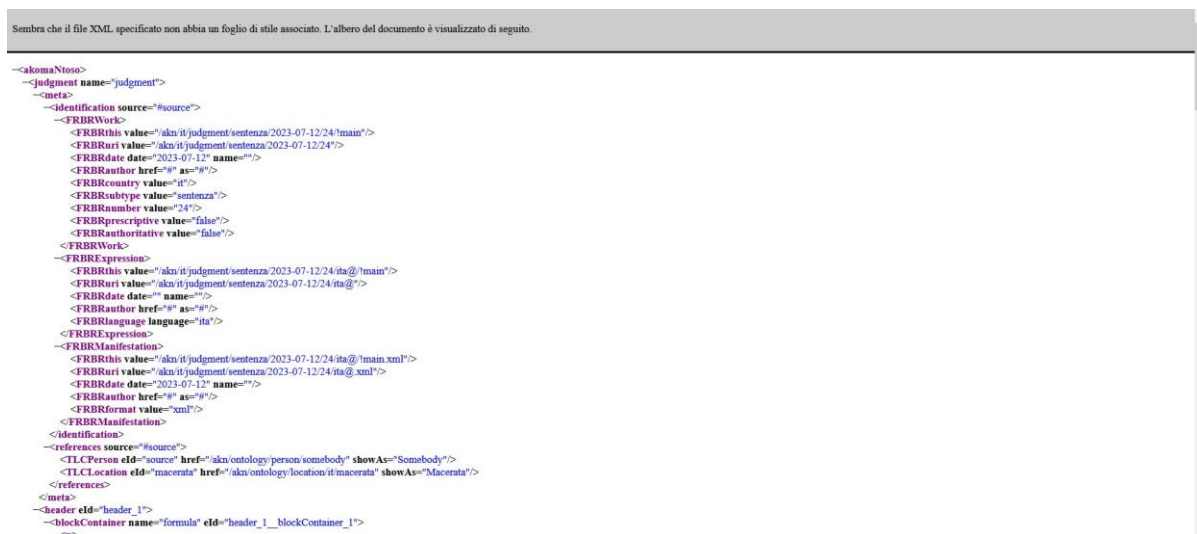 Sembra che il file XML specificato non abbia un foglio di stile associato. L'albero del documento è visualizzato di seguito.
−<akomaNtoso>
−<judgment name="judgment">
−<meta>
−<identification source="#source">
−<FRBRWork>
<FRBRthis value="/akn/it/judgment/sentenza/2023-07-12/24/!main"/>
<FRBRuri value="/akn/it/judgment/sentenza/2023-07-12/24"/>
<FRBRdate date="2023-07-12" name=""/>
<FRBRauthor href="#" as="#"/>
<FRBRcountry value="it"/>
<FRBRsubtype value="sentenza"/>
<FRBRnumber value="24"/>
<FRBRprescriptive value="false"/>
<FRBRauthoritative value="false"/>
</FRBRWork>
−<FRBRExpression>
<FRBRthis value="/akn/it/judgment/sentenza/2023-07-12/24/ita@/!main"/>
<FRBRuri value="/akn/it/judgment/sentenza/2023-07-12/24/ita@"/>
<FRBRdate date="" name=""/>
<FRBRauthor href="#" as="#"/>
<FRBRlanguage language="ita"/>
</FRBRExpression>
−<FRBRManifestation>
<FRBRthis value="/akn/it/judgment/sentenza/2023-07-12/24/ita@/!main.xml"/>
<FRBRuri value="/akn/it/judgment/sentenza/2023-07-12/24/ita@.xml"/>
<FRBRdate date="2023-07-12" name=""/>
<FRBRauthor href="#" as="#"/>
<FRBRformat value="xml"/>
</FRBRManifestation>
</identification>
−<references source="#source">
<TLCPerson eId="source" href="/akn/ontology/person/somebody" showAs="Somebody"/>
<TLCLocation eId="macerata" href="/akn/ontology/location/it/macerata" showAs="Macerata"/>
</references>
</meta>
−<header eId="header_1">
−<blockContainer name="formula" eId="header_1__blockContainer_1">